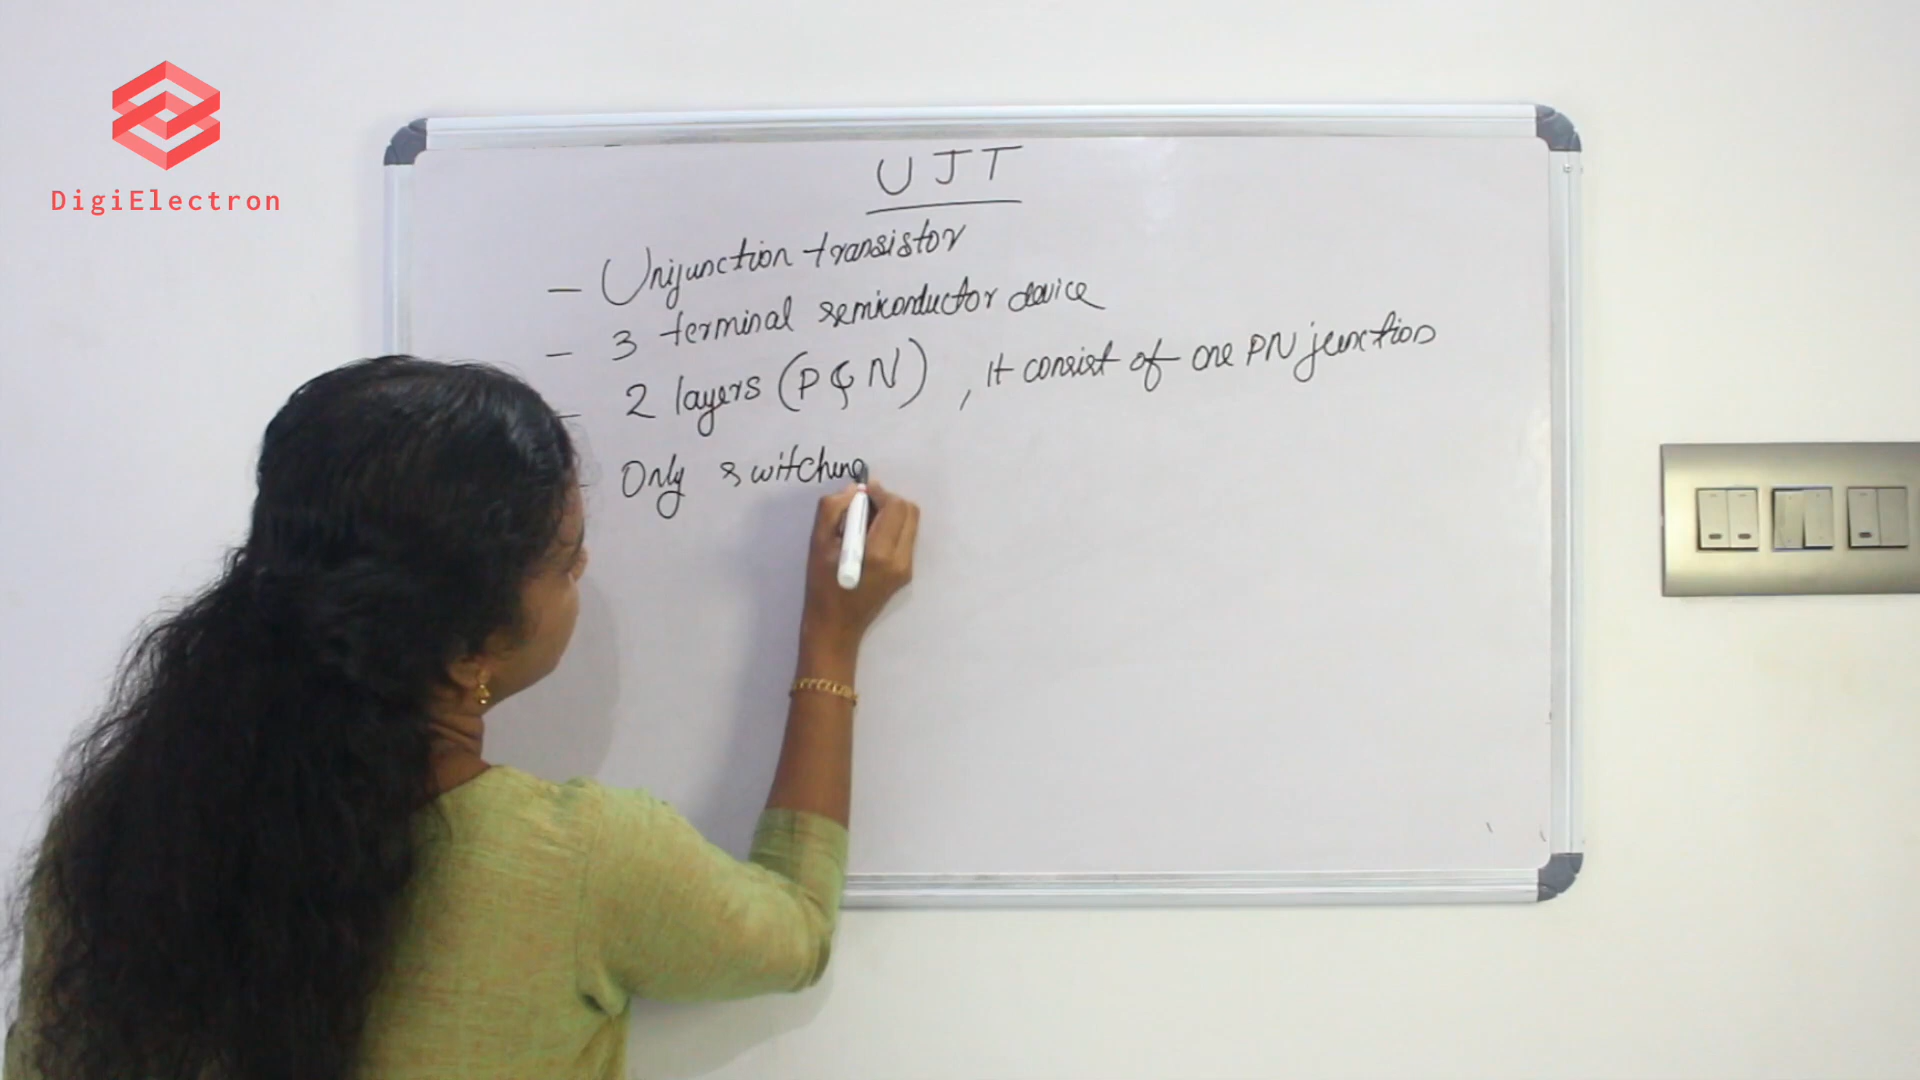 DigiElectron
UJT
- Unijunction transistor
- 3 terminal semiconductor device
- 2 layers (P & N), It consist of one PN junction
- Only switching